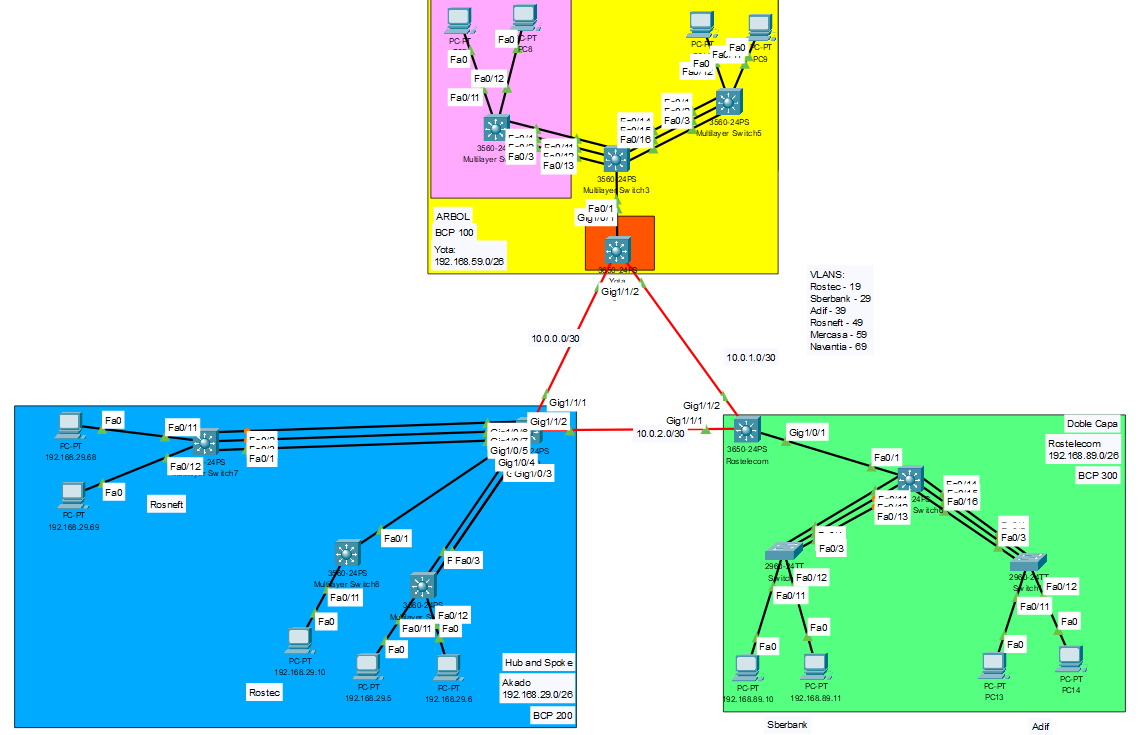 PC-PT
PC-PT
PC8
Fa0
Fa0
Fa0/12
Fa0/11
PC-PT
PC-PT
PC9
Fa0
Fa0
Fa0/12
3560-24PS
Multilayer Switch5
Fa0/3
Fa0/16
Fa0/3
Fa0/13
3560-24PS
Multilayer Switch3
Fa0/1
Gig1/0/1
ARBOL
BCP 100
Yota:
192.168.59.0/26
3650-24PS
Yota
Gig1/1/2
VLANS:
Rostec - 19
Sberbank - 29
Adif - 39
Rosneft - 49
Mercasa - 59
Navantia - 69
10.0.0.0/30
10.0.1.0/30
10.0.2.0/30
Gig1/1/1
Gig1/1/2
Gig1/1/2
Gig1/1/1
Fa0
Fa0/11
PC-PT
192.168.29.68
Fa0/12
Fa0/1
Fa0
PC-PT
192.168.29.69
Rosneft
Gig1/0/5
Gig1/0/4
Gig1/0/3
Fa0/1
3560-24PS
Fa0/11
Fa0
PC-PT
192.168.29.10
Rostec
Fa0/3
3560-24PS
Fa0/11
Fa0/12
Fa0
Fa0
PC-PT
192.168.29.5
PC-PT
192.168.29.6
Hub and Spoke
Akado
192.168.29.0/26
BCP 200
3650-24PS
Rostelecom
Gig1/0/1
Fa0/1
Doble Capa
Rostelecom
192.168.89.0/26
BCP 300
Fa0/13
Fa0/16
Fa0/3
Fa0/3
2960-24TT
Fa0/12
Fa0/11
Fa0
Fa0
PC-PT
192.168.89.10
PC-PT
192.168.89.11
2960-24TT
Fa0/12
Fa0/11
Fa0
Fa0
PC-PT
PC13
PC-PT
PC14
Sberbank
Adif